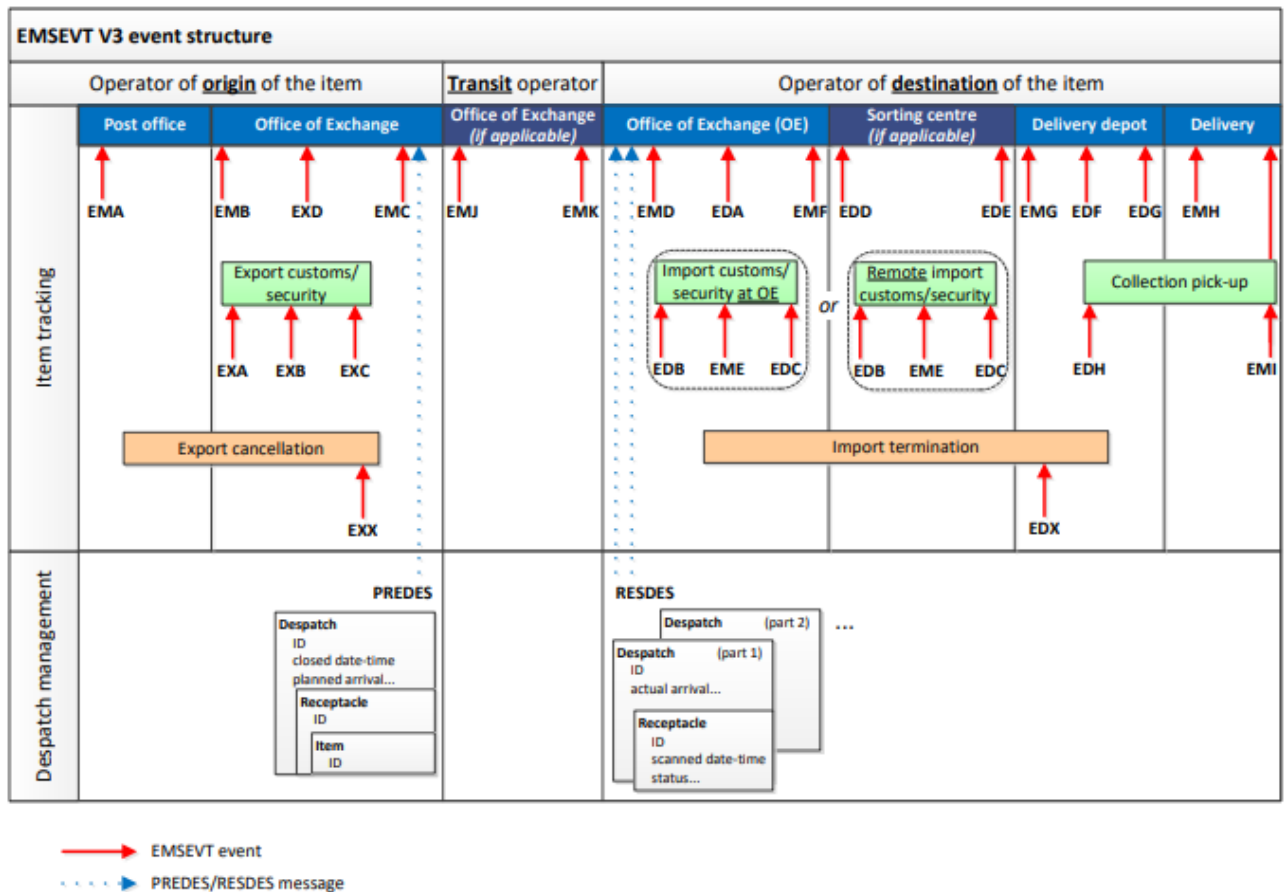 EMSEVT V3 event structure
Operator of origin of the item
Transit operator
Operator of destination of the item
Post office
Office of Exchange
Office of Exchange
(if applicable)
Office of Exchange (OE)
Sorting centre
(if applicable)
Delivery depot
Delivery
Item tracking
EMA
EMB
EXD
EMC
EMJ
EMK
EMD
EDA
EMF
EDD
EDE
EMG
EDF
EDG
EMH
Export customs/
security
Import customs/
security at OE
or
Remote import
customs/security
Collection pick-up
EXA
EXB
EXC
EDB
EME
EDC
EDB
EME
EDC
EDH
EMI
Export cancellation
Import termination
EXX
EDX
Despatch management
PREDES
Despatch
ID
closed date-time
planned arrival...
Receptacle
ID
Item
ID
RESDES
Despatch (part 2)
...
Despatch (part 1)
ID
actual arrival...
Receptacle
ID
scanned date-time
status...
EMSEVT event
PREDES/RESDES message